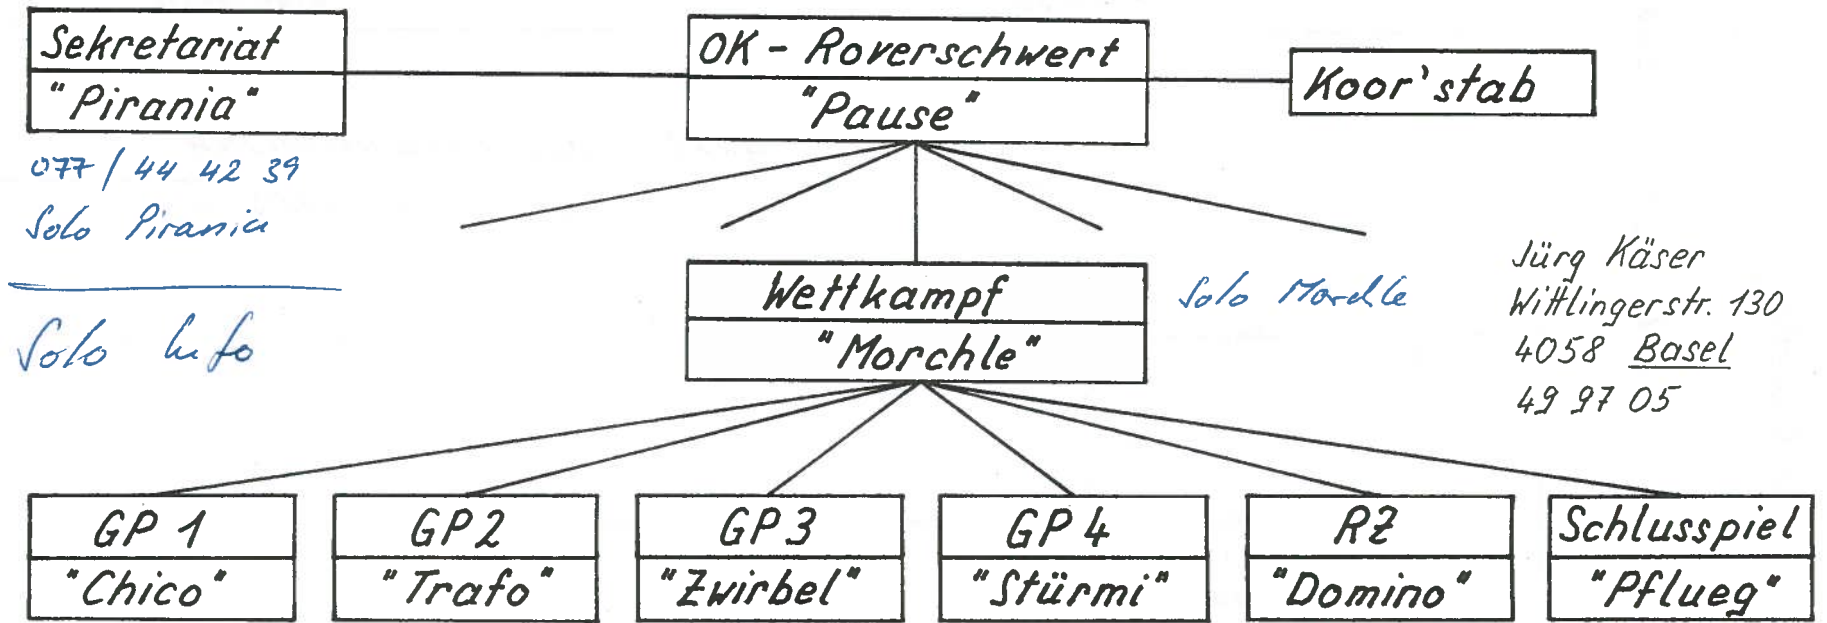 Sekretariat
"Pirania"
OK - Roverschwert
"Pause"
Koor'stab
077 / 44 42 39
Solo Pirania
Solo Info
Wettkampf
"Morchle"
Solo Morchle
Jürg Käser
Wittlingerstr. 130
4058 Basel
49 97 05
GP 1
"Chico"
GP 2
"Trafo"
GP 3
"Zwirbel"
GP 4
"Stürmi"
RZ
"Domino"
Schlusspiel
"Pflueg"